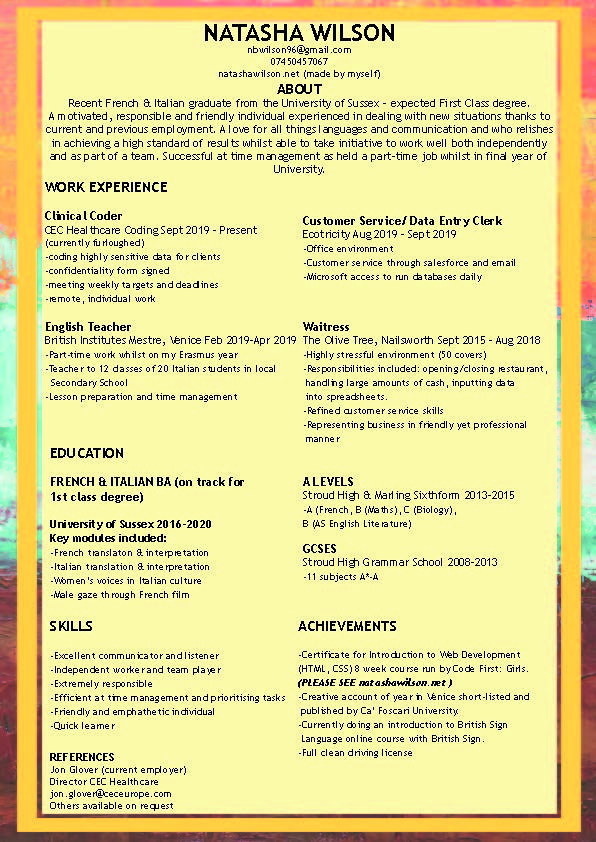 NATASHA WILSON
nbwilson96@gmail.com
07450457067
natashawilson.net (made by myself)
ABOUT
Recent French & Italian graduate from the University of Sussex - expected First Class degree.
A motivated, responsible and friendly individual experienced in dealing with new situations thanks to
current and previous employment. A love for all things languages and communication and who relishes
in achieving a high standard of results whilst able to take initiative to work well both independently
and as part of a team. Successful at time management as held a part-time job whilst in final year of
University.
WORK EXPERIENCE
Clinical Coder
CEC Healthcare Coding Sept 2019 - Present
(currently furloughed)
-coding highly sensitive data for clients
-confidentiality form signed
-meeting weekly targets and deadlines
-remote, individual work
Customer Service/ Data Entry Clerk
Ecotricity Aug 2019 - Sept 2019
-Office environment
-Customer service through salesforce and email
-Microsoft access to run databases daily
English Teacher
British Institutes Mestre, Venice Feb 2019-Apr 2019
-Part-time work whilst on my Erasmus year
-Teacher to 12 classes of 20 Italian students in local
Secondary School
-Lesson preparation and time management
Waitress
The Olive Tree, Nailsworth Sept 2015 - Aug 2018
-Highly stressful environment (50 covers)
-Responsibilities included: opening/closing restaurant,
handling large amounts of cash, inputting data
into spreadsheets.
-Refined customer service skills
-Representing business in friendly yet professional
manner
EDUCATION
FRENCH & ITALIAN BA (on track for
1st class degree)
University of Sussex 2016-2020
Key modules included:
-French translaton & interpretation
-Italian translation & interpretation
-Women's voices in Italian culture
-Male gaze through French film
A LEVELS
Stroud High & Marling Sixthform 2013-2015
-A (French, B (Maths), C (Biology),
B (AS English Literature)
GCSES
Stroud High Grammar School 2008-2013
-11 subjects A*-A
SKILLS
-Excellent communicator and listener
-Independent worker and team player
-Extremely responsible
-Efficient at time management and prioritising tasks
-Friendly and emphathetic individual
-Quick learner
ACHIEVEMENTS
-Certificate for Introduction to Web Development
(HTML, CSS) 8 week course run by Code First: Girls.
(PLEASE SEE natashawilson.net )
-Creative account of year in Venice short-listed and
published by Ca' Foscari University.
-Currently doing an introduction to British Sign
Language online course with British Sign.
-Full clean driving license
REFERENCES
Jon Glover (current employer)
Director CEC Healthcare
jon.glover@ceceurope.com
Others available on request